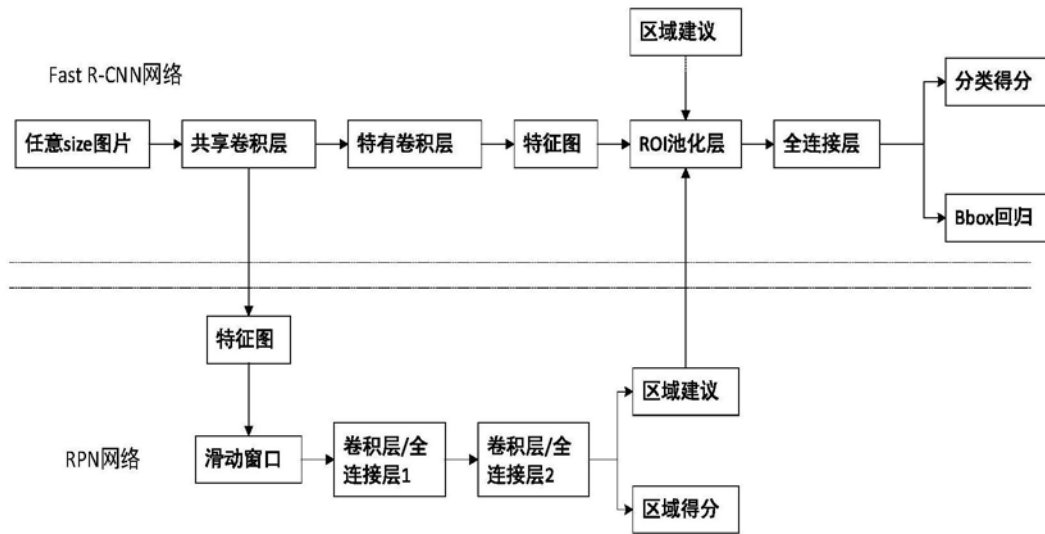 区域建议
Fast R-CNN网络
分类得分
任意size图片
共享卷积层
特有卷积层
特征图
ROI池化层
全连接层
Bbox回归
特征图
区域建议
RPN网络
滑动窗口
卷积层/全
连接层1
卷积层/全
连接层2
区域得分